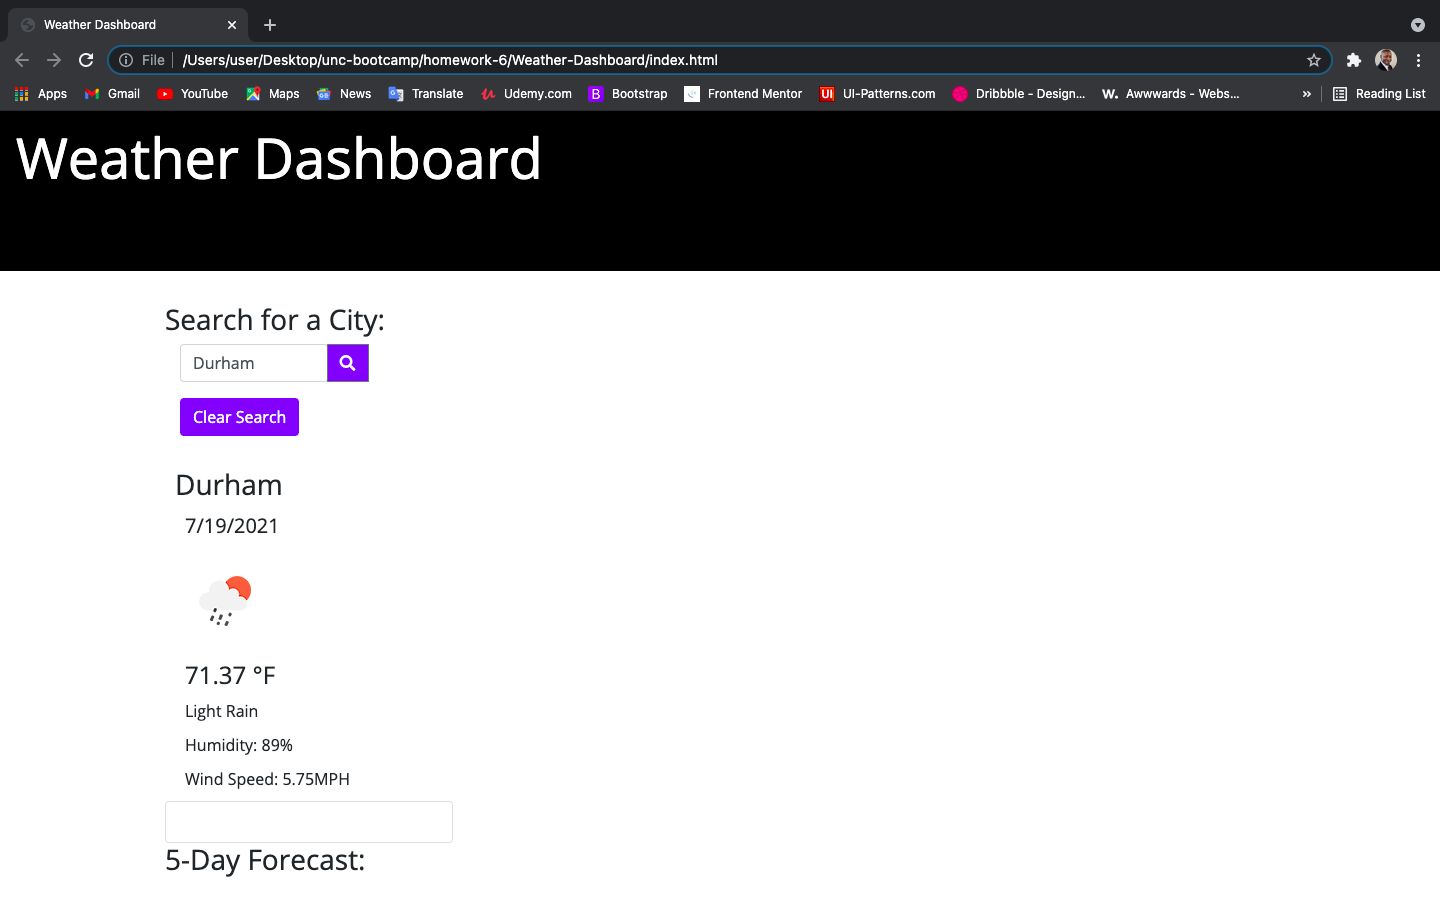 Weather Dashboard
File /Users/user/Desktop/unc-bootcamp/homework-6/Weather-Dashboard/index.html
Apps Gmail YouTube Maps News Translate Udemy.com B Bootstrap Frontend Mentor UI UI-Patterns.com Dribbble - Design... W. Awwwards - Webs... » Reading List
Weather Dashboard
Search for a City:
Durham
Clear Search
Durham
7/19/2021
71.37 °F
Light Rain
Humidity: 89%
Wind Speed: 5.75MPH
5-Day Forecast: